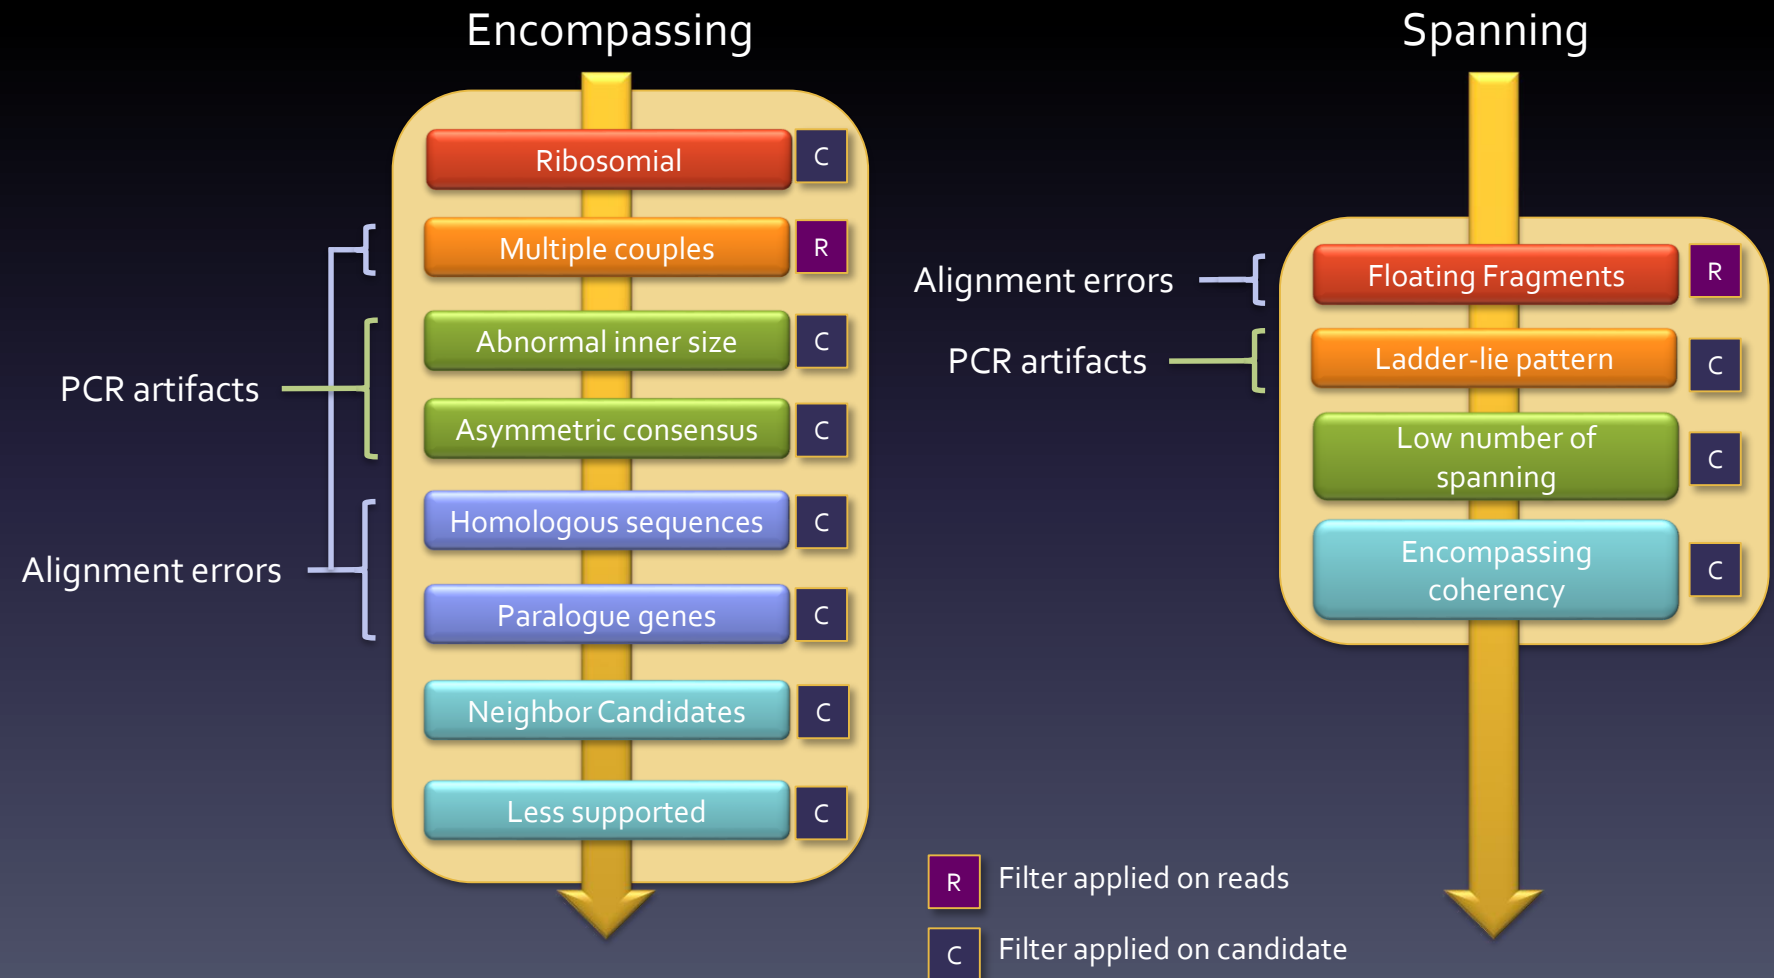 Encompassing
Ribosomial
C
Multiple couples
R
Abnormal inner size
C
Asymmetric consensus
C
Homologous sequences
C
Paralogue genes
C
Neighbor Candidates
C
Less supported
C
PCR artifacts
Alignment errors
Spanning
Alignment errors
PCR artifacts
Floating Fragments
R
Ladder-lie pattern
C
Low number of
spanning
C
Encompassing
coherency
C
R
Filter applied on reads
C
Filter applied on candidate